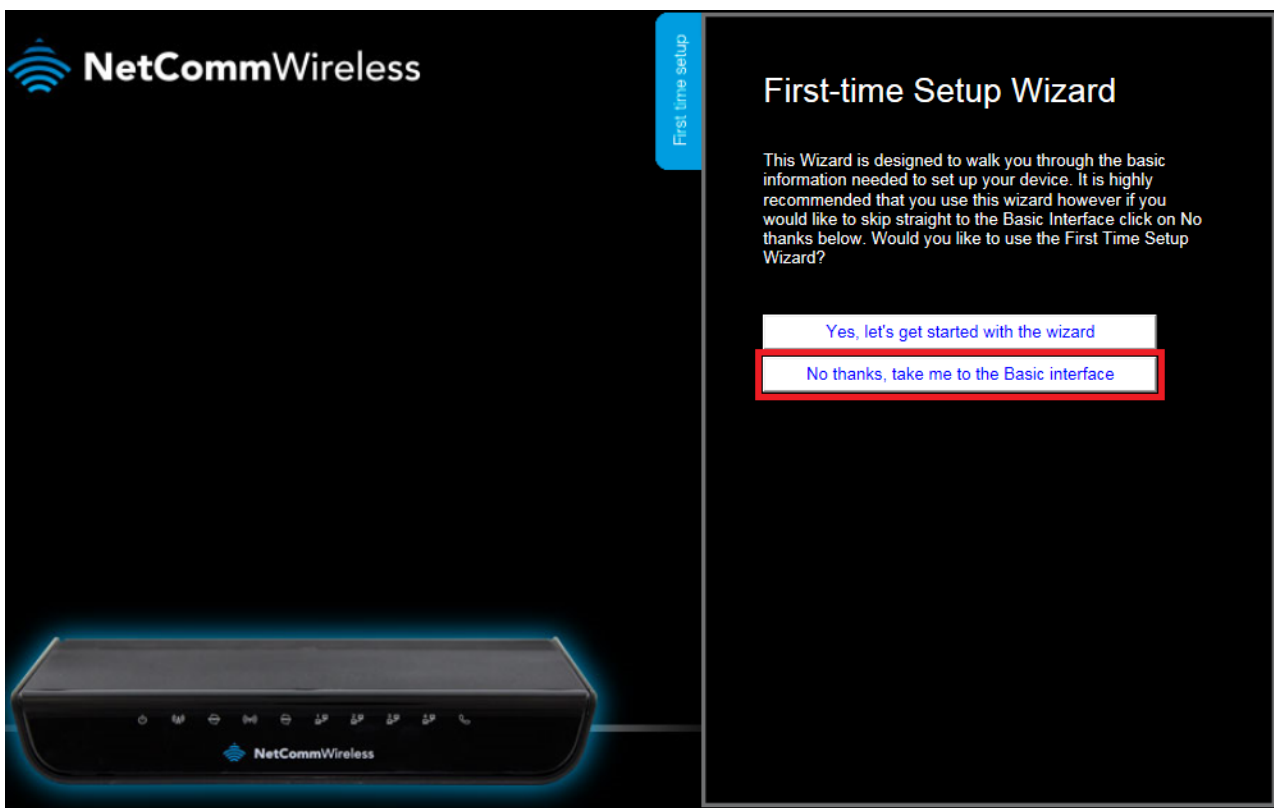 NetCommWireless
First time setup
First-time Setup Wizard
This Wizard is designed to walk you through the basic
information needed to set up your device. It is highly
recommended that you use this wizard however if you
would like to skip straight to the Basic Interface click on No
thanks below. Would you like to use the First Time Setup
Wizard?
Yes, let's get started with the wizard
No thanks, take me to the Basic interface
NetCommWireless